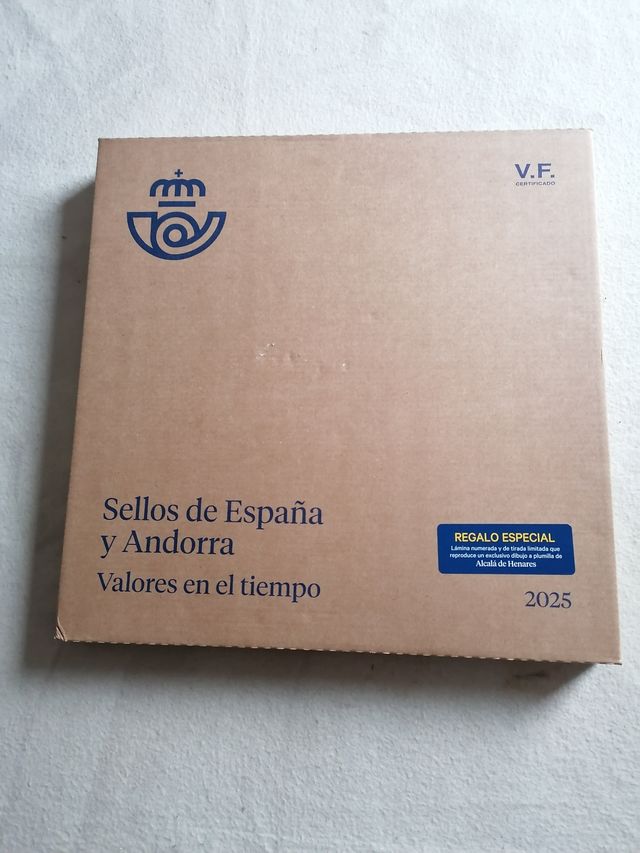 V.F.
CERTIFICADO
Sellos de España
y Andorra
Valores en el tiempo
REGALO ESPECIAL
Lámina numerada y de tirada limitada que
reproduce un exclusivo dibujo a plumilla de
Alcalá de Henares
2025